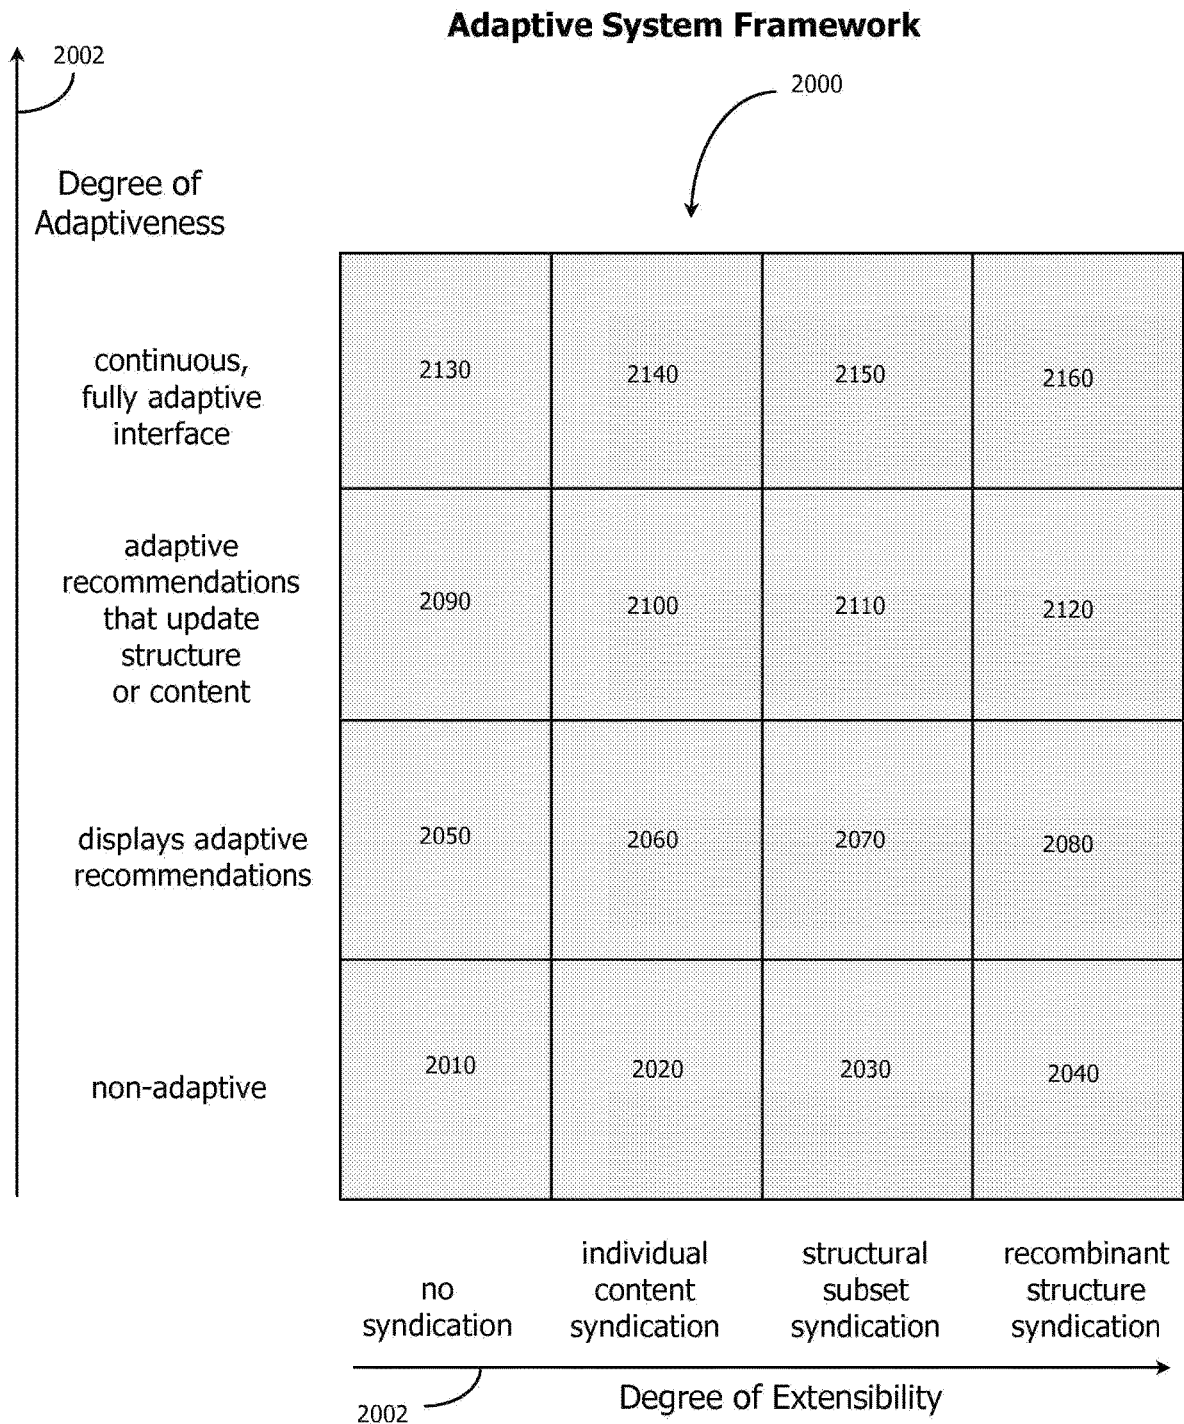 Adaptive System Framework
2002
2000
Degree of
Adaptiveness
continuous,
fully adaptive
interface
2130
2140
2150
2160
adaptive
recommendations
that update
structure
or content
2090
2100
2110
2120
displays adaptive
recommendations
2050
2060
2070
2080
non-adaptive
2010
2020
2030
2040
no
syndication
individual
content
syndication
structural
subset
syndication
recombinant
structure
syndication
2002
Degree of Extensibility